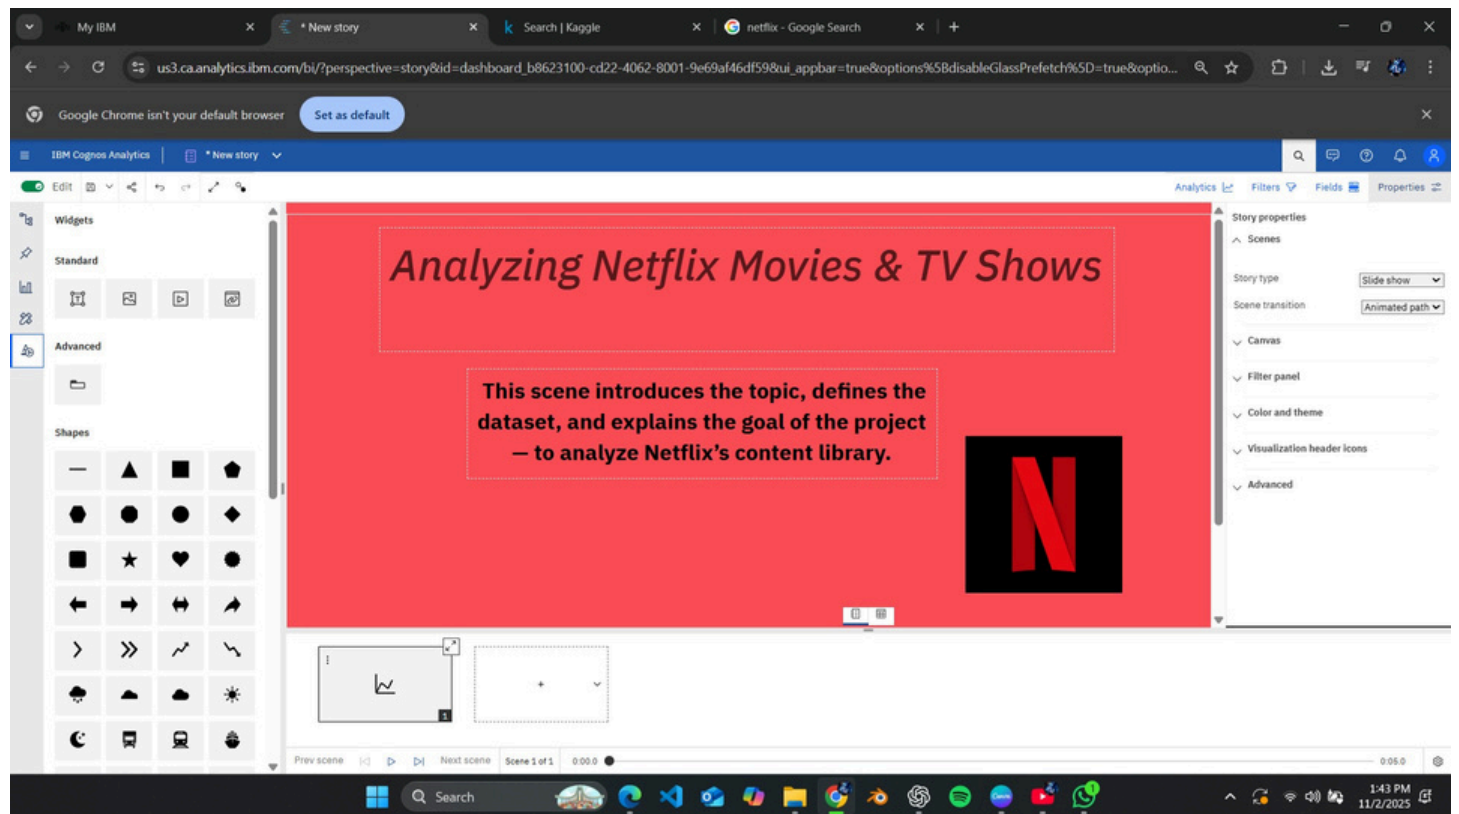 My IBM
* New story
k Search | Kaggle
G netflix - Google Search
us3.ca.analytics.ibm.com/bi/?perspective=story&id=dashboard_b8623100-cd22-4062-8001-9e69af46df59&ui_appbar=true&options%5BdisableGlassPrefetch%5D=true&optio...
Google Chrome isn't your default browser
Set as default
IBM Cognos Analytics
* New story
Edit
Analytics
Filters
Fields
Properties
Widgets
Standard
Advanced
Shapes
Analyzing Netflix Movies & TV Shows
This scene introduces the topic, defines the
dataset, and explains the goal of the project
— to analyze Netflix's content library.
N
Story properties
Scenes
Story type
Slide show
Scene transition
Animated path
Canvas
Filter panel
Color and theme
Visualization header icons
Advanced
1
Prev scene
Next scene
Scene 1 of 1
0:00.0
0:05.0
Search
1:43 PM
11/2/2025